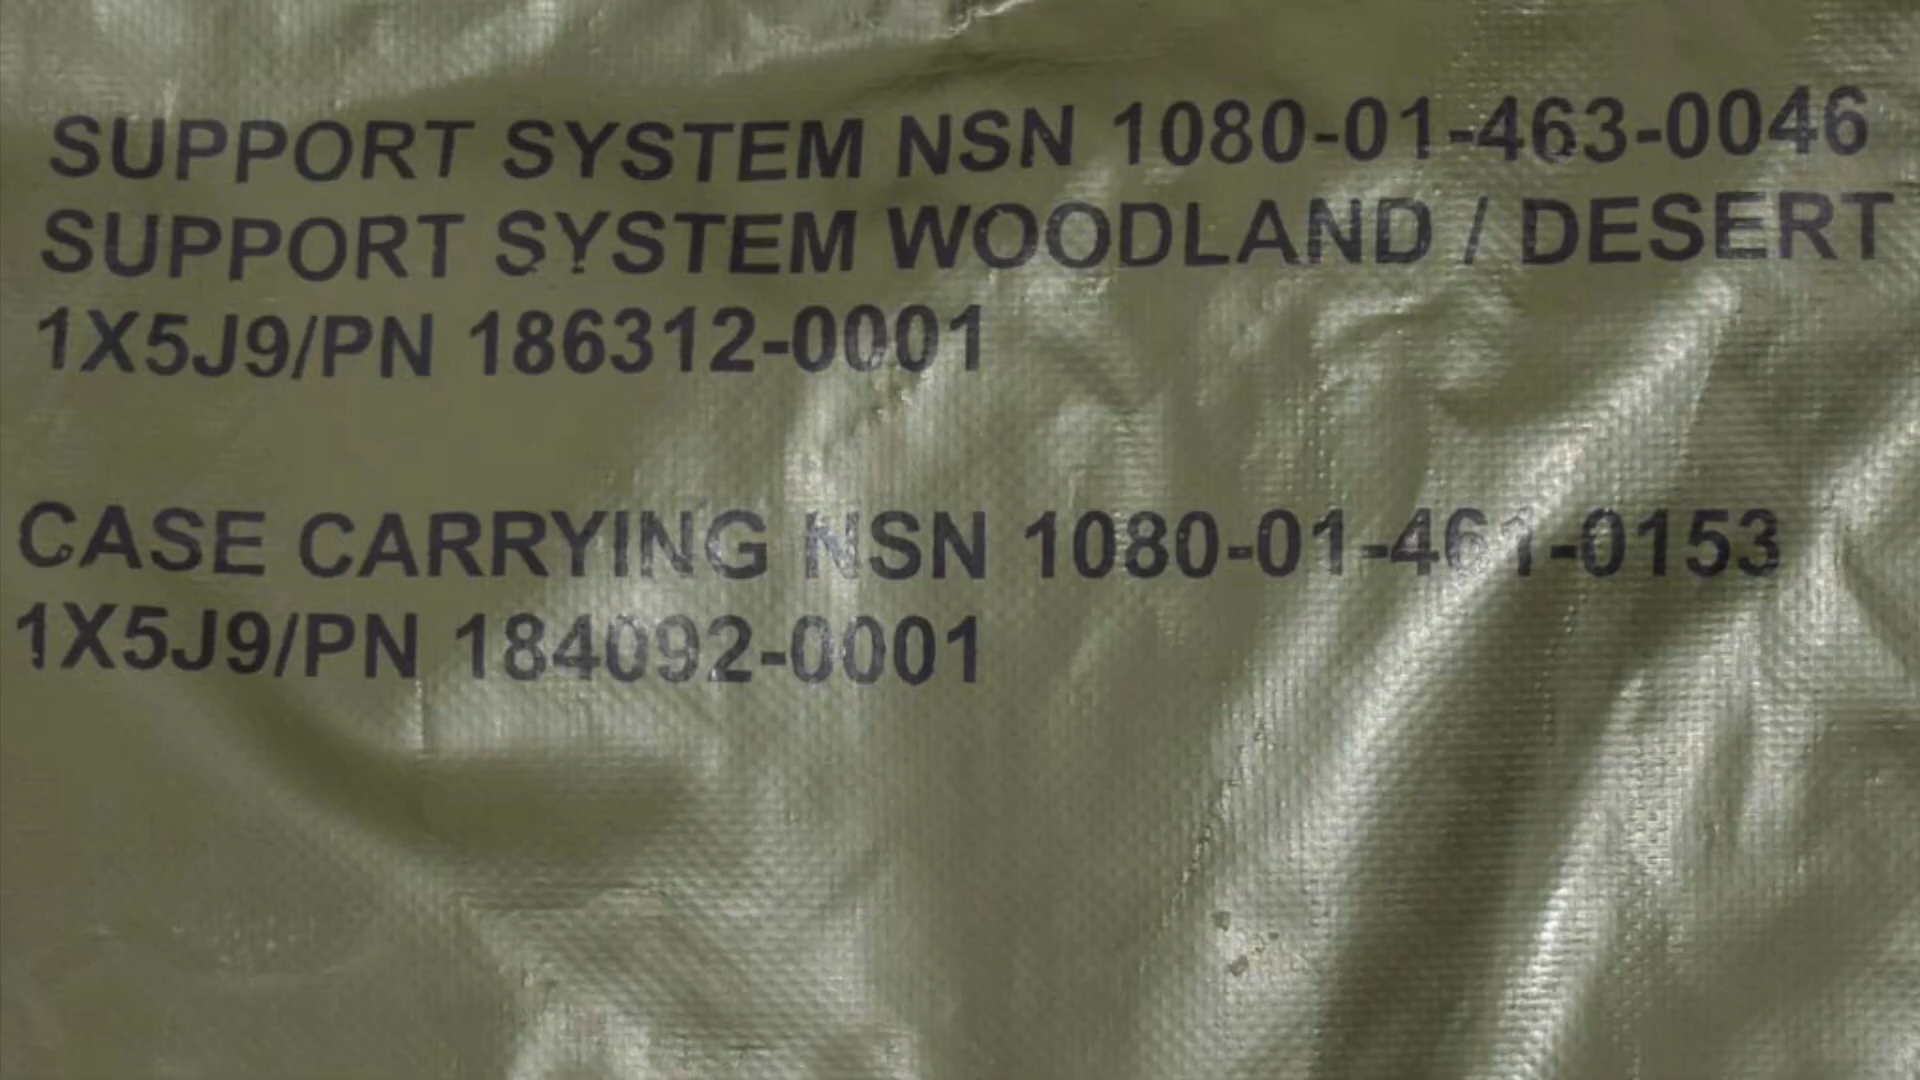 SUPPORT SYSTEM NSN 1080-01-463-0046
SUPPORT SYSTEM WOODLAND / DESERT
1X5J9/PN 186312-0001
CASE CARRYING NSN 1080-01-461-0153
1X5J9/PN 184092-0001